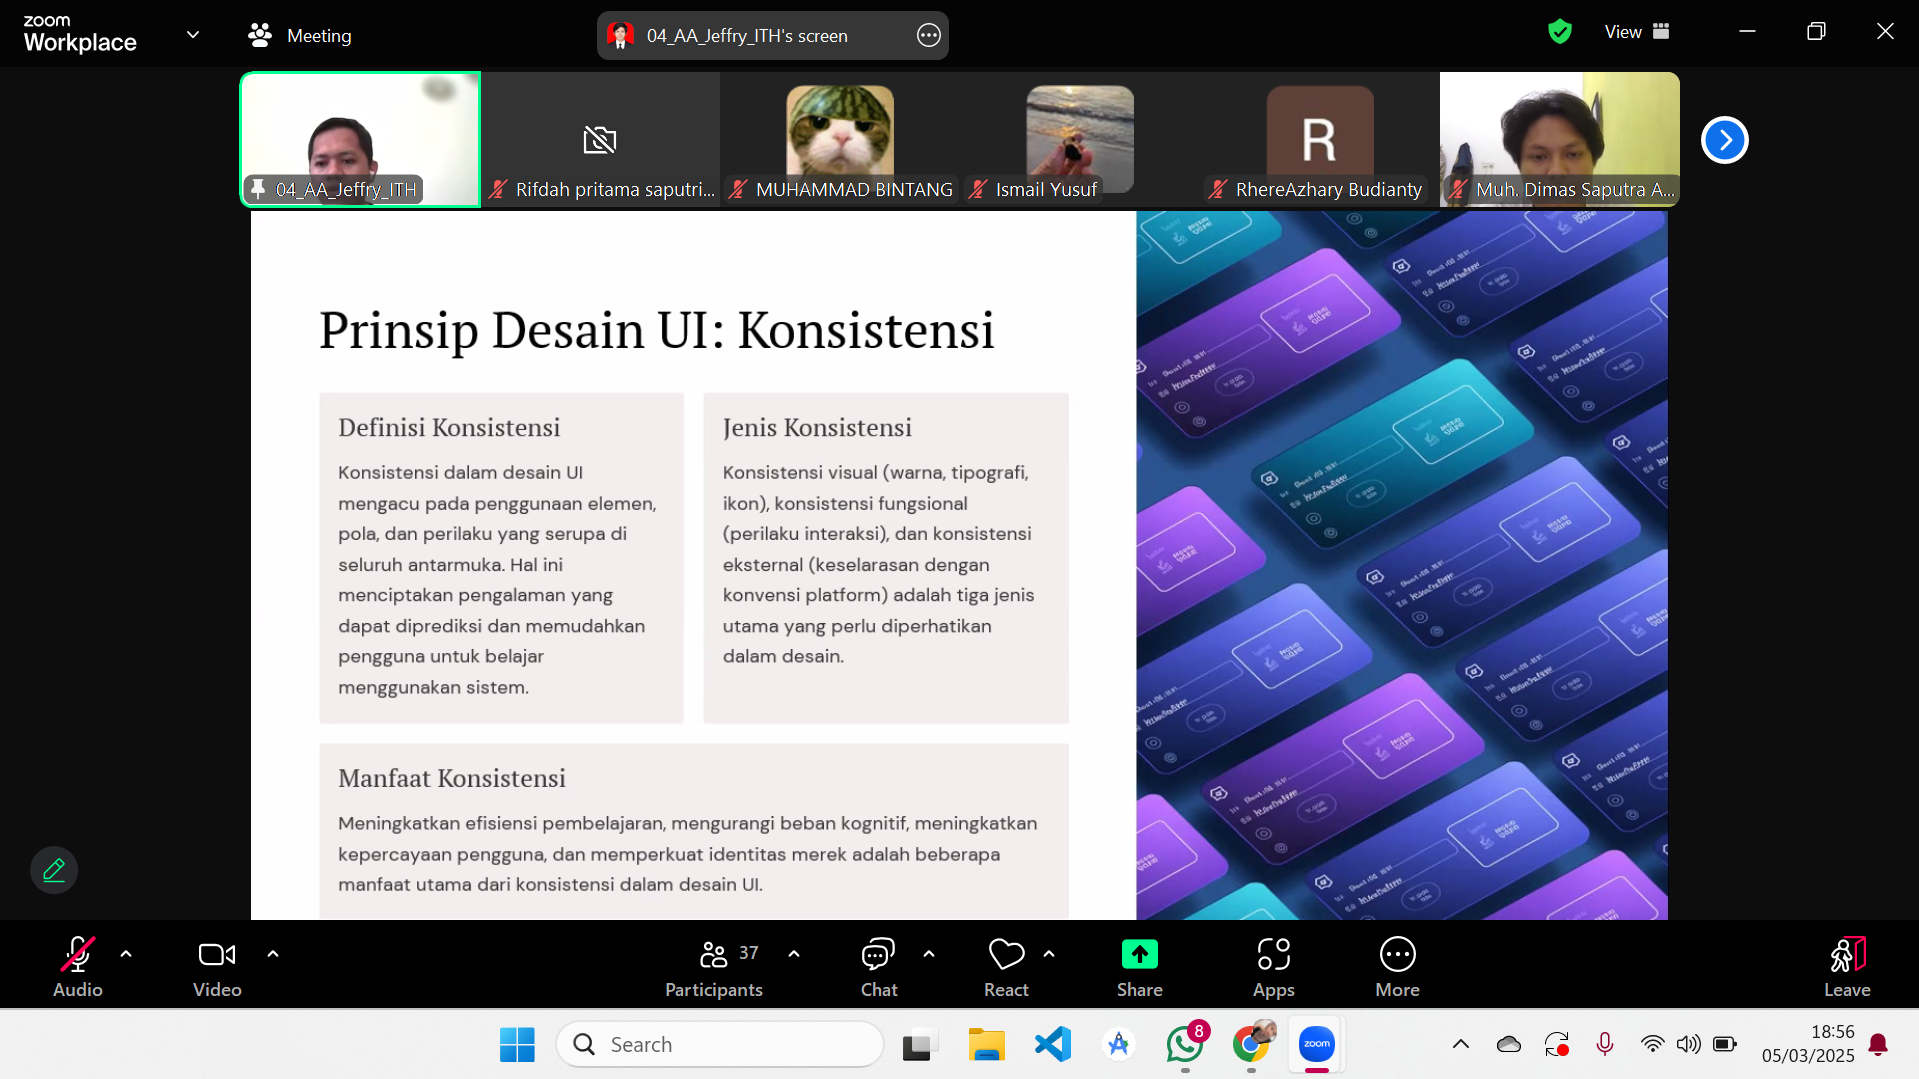 zoom
Workplace
Meeting
04_AA_Jeffry_ITH's screen
View
04_AA_Jeffry_ITH
Rifdah pritama saputri...
MUHAMMAD BINTANG
Ismail Yusuf
R
RhereAzhary Budianty
Muh. Dimas Saputra A...
Prinsip Desain UI: Konsistensi
Definisi Konsistensi
Konsistensi dalam desain UI
mengacu pada penggunaan elemen,
pola, dan perilaku yang serupa di
seluruh antarmuka. Hal ini
menciptakan pengalaman yang
dapat diprediksi dan memudahkan
pengguna untuk belajar
menggunakan sistem.
Jenis Konsistensi
Konsistensi visual (warna, tipografi,
ikon), konsistensi fungsional
(perilaku interaksi), dan konsistensi
eksternal (keselarasan dengan
konvensi platform) adalah tiga jenis
utama yang perlu diperhatikan
dalam desain.
Manfaat Konsistensi
Meningkatkan efisiensi pembelajaran, mengurangi beban kognitif, meningkatkan
kepercayaan pengguna, dan memperkuat identitas merek adalah beberapa
manfaat utama dari konsistensi dalam desain UI.
Audio
Video
37
Participants
Chat
React
Share
Apps
More
Leave
Search
8
zoom
18:56
05/03/2025